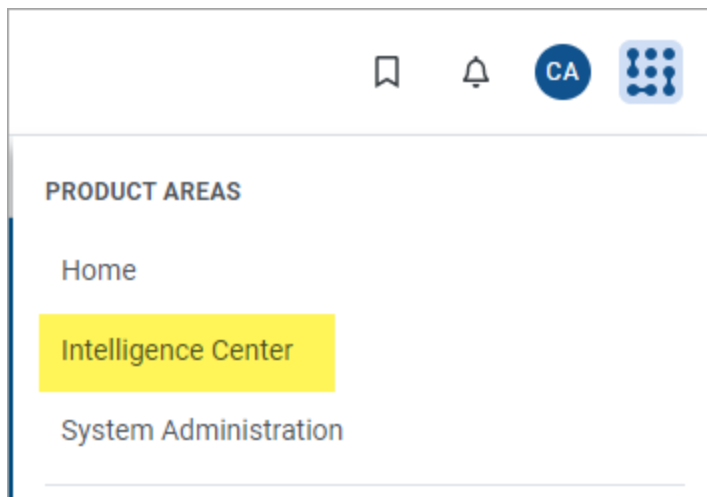 CA
PRODUCT AREAS
Home
Intelligence Center
System Administration